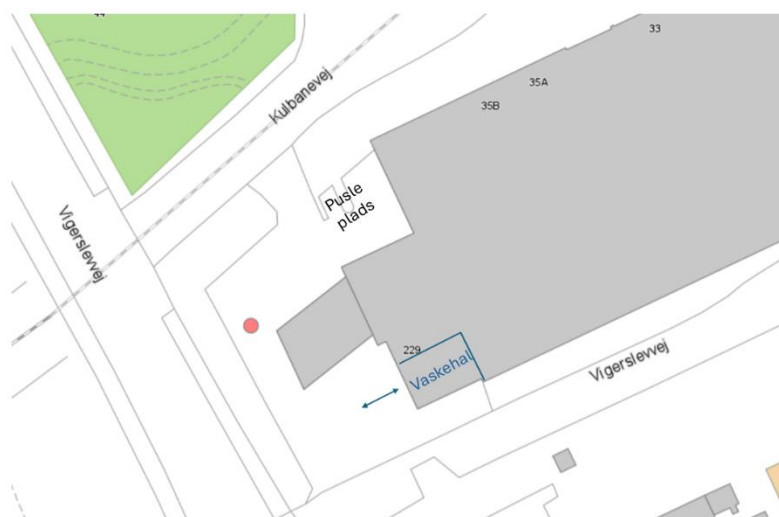 44
33
35A
35B
Kulbanevej
Pusle
plads
Vigerslevvej
229
Vaskehal
Vigerslevvej